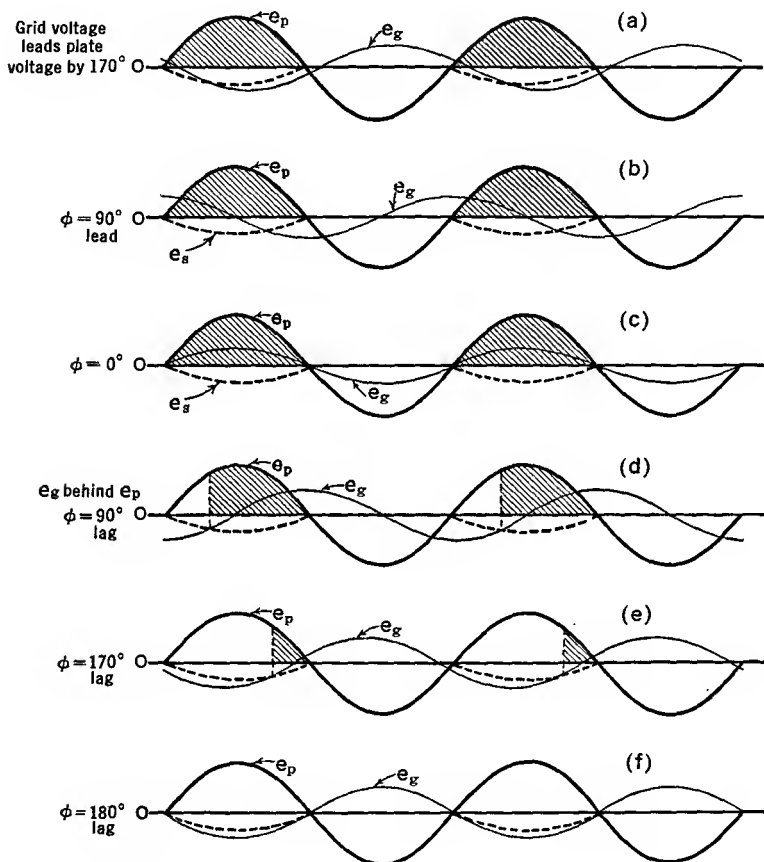 Grid voltage
leads plate
voltage by 170° O
e_p
e_g
(a)
φ = 90°
lead
O
e_p
e_g
e_s
(b)
φ = 0°
O
e_p
e_g
e_s
(c)
e_g behind e_p
φ = 90°
lag
O
e_p
e_g
(d)
φ = 170°
lag
O
e_p
e_g
(e)
φ = 180°
lag
O
e_p
e_g
(f)